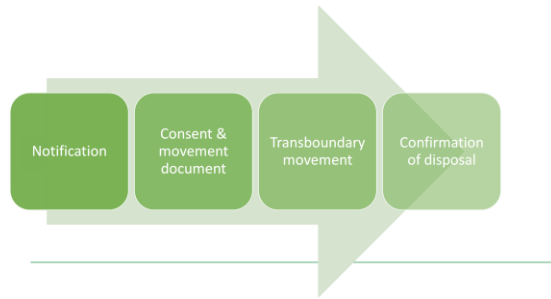 Notification
Consent &
movement
document
Transboundary
movement
Confirmation
of disposal